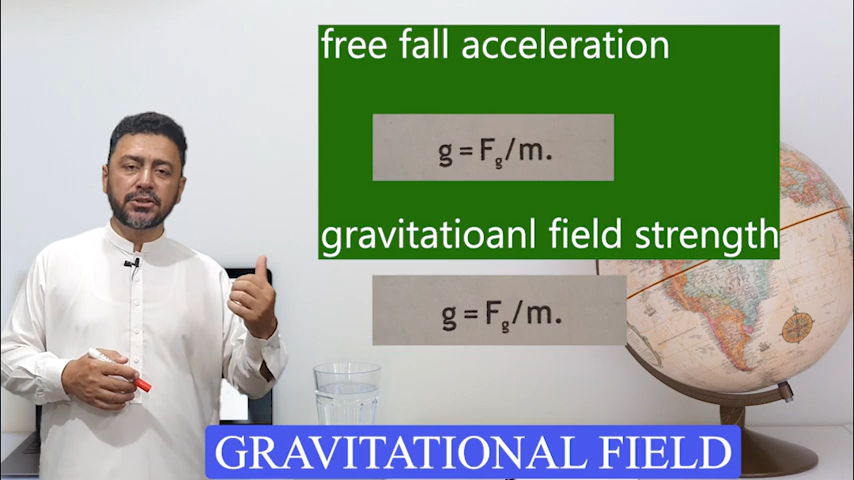 free fall acceleration
g = Fg/m.
gravitatioanl field strength
g = Fg/m.
GRAVITATIONAL FIELD